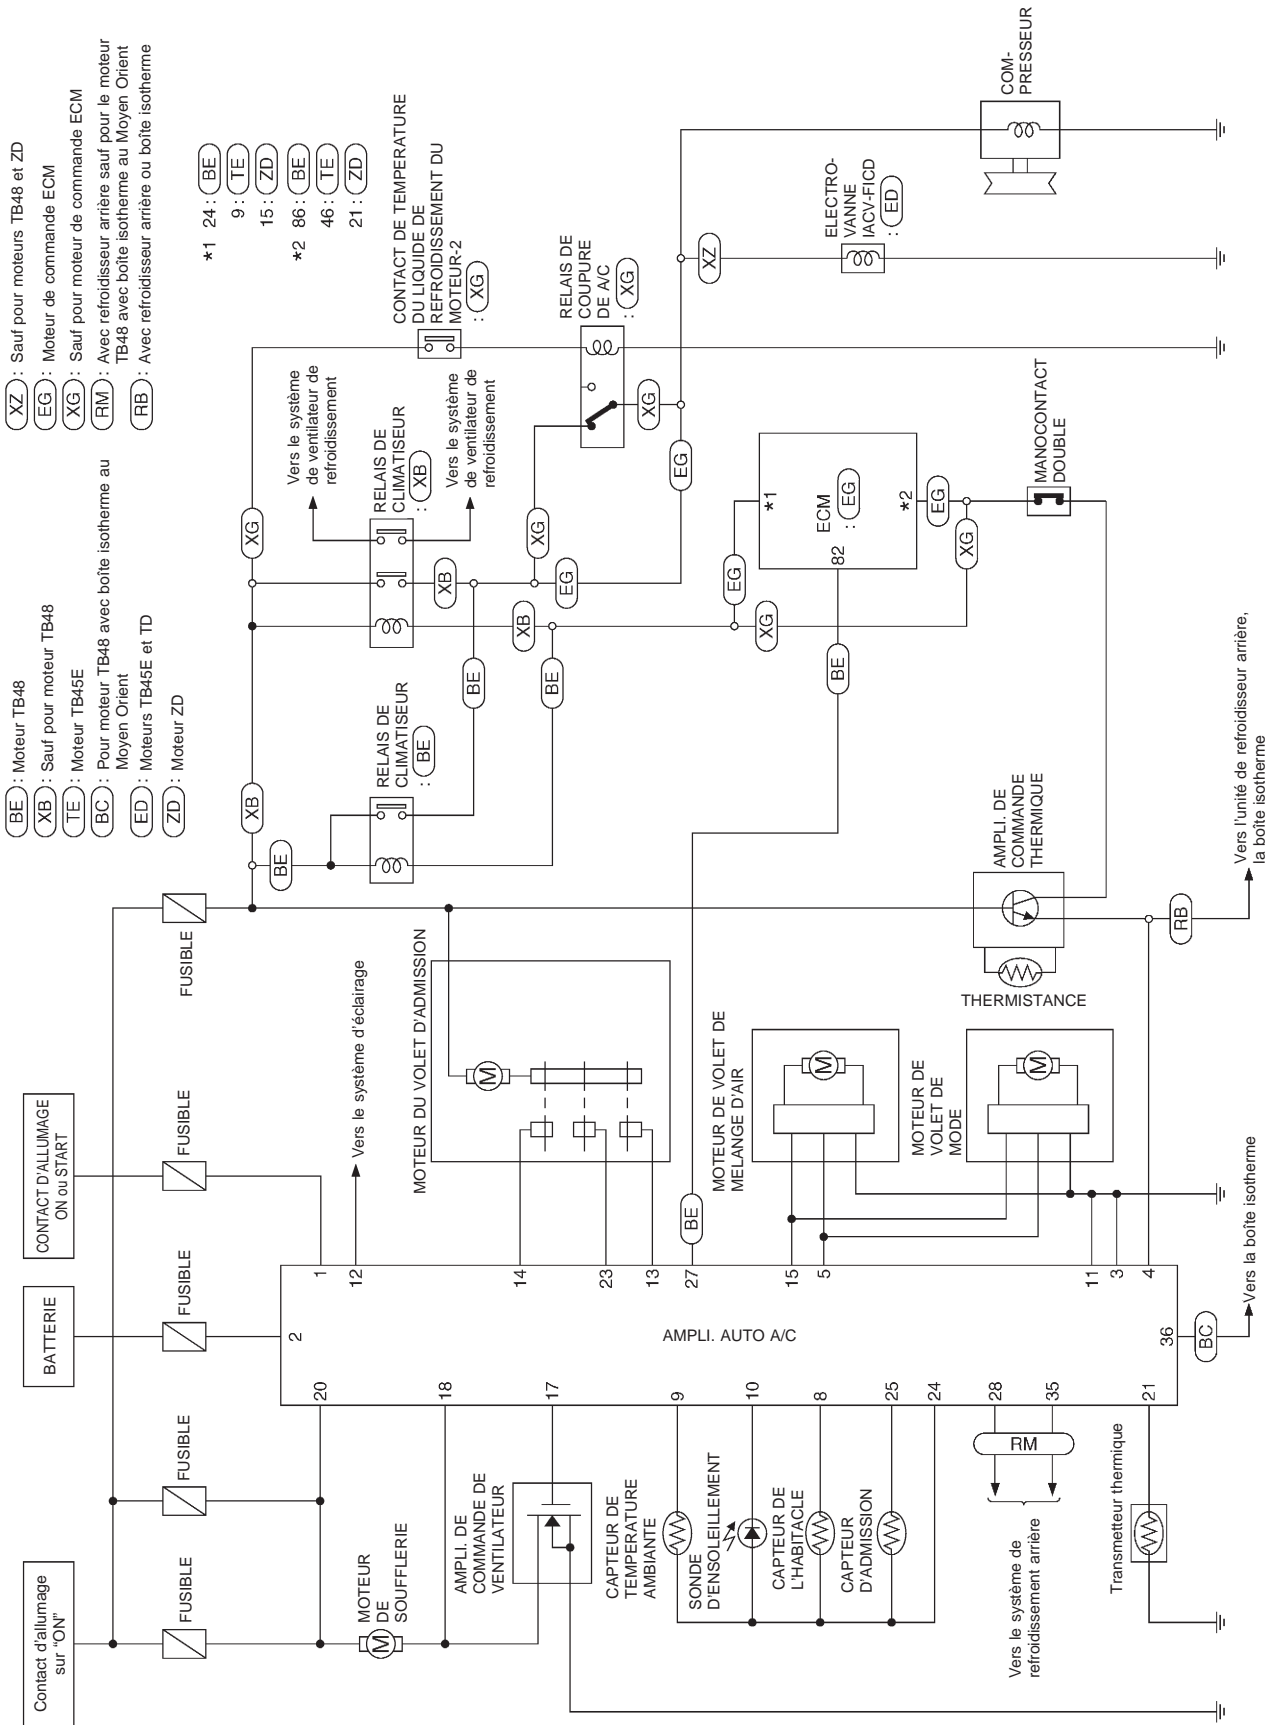 BE : Moteur TB48
XB : Sauf pour moteur TB48
TE : Moteur TB45E
BC : Pour moteur TB48 avec boîte isotherme au
Moyen Orient
ED : Moteurs TB45E et TD
ZD : Moteur ZD
XZ : Sauf pour moteurs TB48 et ZD
EG : Moteur de commande ECM
XG : Sauf pour moteur de commande ECM
RM : Avec refroidisseur arrière sauf pour le moteur
TB48 avec boîte isotherme au Moyen Orient
RB : Avec refroidisseur arrière ou boîte isotherme
*1 24 : BE
9 : TE
15 : ZD
*2 86 : BE
46 : TE
21 : ZD
Contact d'allumage
sur "ON"
BATTERIE
CONTACT D'ALLUMAGE
ON ou START
FUSIBLE
FUSIBLE
FUSIBLE
FUSIBLE
FUSIBLE
BE
XB
XG
RELAIS DE
CLIMATISEUR
: BE
RELAIS DE
CLIMATISEUR
: XB
Vers le système
de ventilateur de
refroidissement
Vers le système
de ventilateur de
refroidissement
CONTACT DE TEMPERATURE
DU LIQUIDE DE
REFROIDISSEMENT DU
MOTEUR-2
: XG
BE
BE
XB
XB
XG
EG
RELAIS DE
COUPURE
DE A/C
: XG
XG
EG
XZ
ELECTRO-
VANNE
IACV-FICD
: ED
COM-
PRESSEUR
EG
XG
*1
ECM
: EG
82
*2
EG
XG
BE
MANOCONTACT
DOUBLE
Vers le système d'éclairage
MOTEUR DU VOLET D'ADMISSION
M
BE
MOTEUR DE VOLET DE
MELANGE D'AIR
M
MOTEUR DE
VOLET DE
MODE
M
AMPLI. DE
COMMANDE
THERMIQUE
THERMISTANCE
RB
Vers l'unité de refroidisseur arrière,
la boîte isotherme
1
12
14
23
13
27
15
5
11
3
4
2
AMPLI. AUTO A/C
36
BC
Vers la boîte isotherme
20
18
17
9
10
8
25
24
28
35
21
MOTEUR
DE
SOUFFLERIE
M
AMPLI. DE
COMMANDE DE
VENTILATEUR
CAPTEUR DE
TEMPERATURE
AMBIANTE
SONDE
D'ENSOLEILLEMENT
CAPTEUR DE
L'HABITACLE
CAPTEUR
D'ADMISSION
RM
Vers le système de
refroidissement arrière
Transmetteur thermique